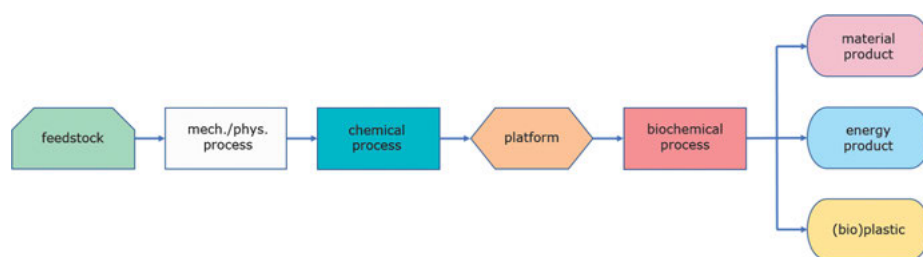 feedstock
mech./phys.
process
chemical
process
platform
biochemical
process
material
product
energy
product
(bio)plastic